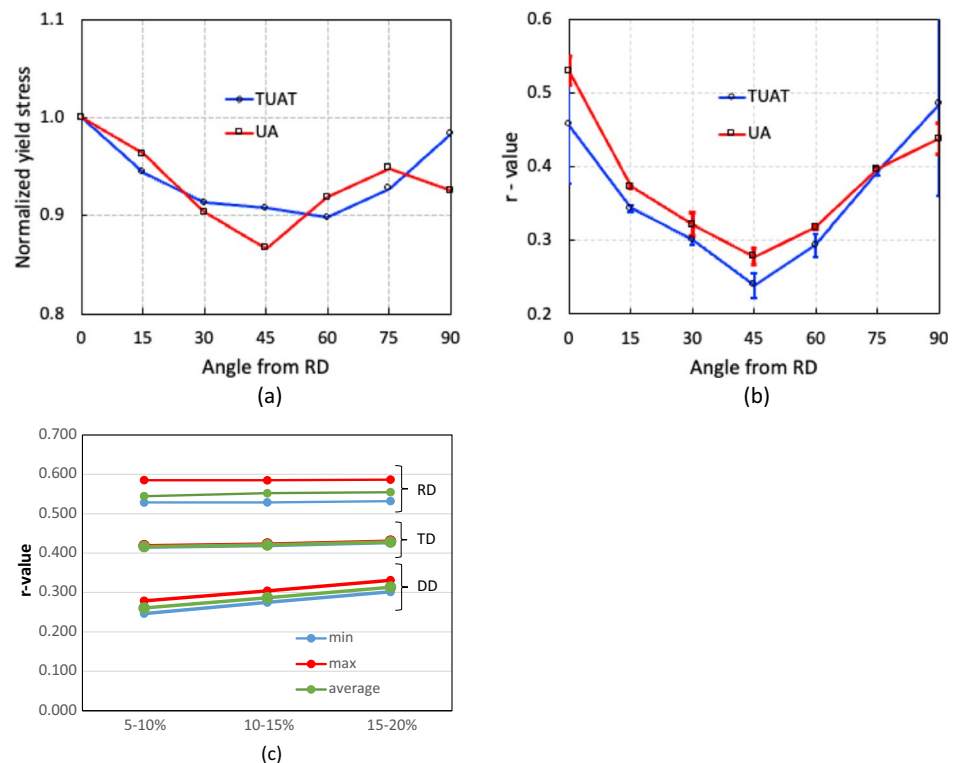 1.1
1.0
0.9
0.8
Normalized yield stress
TUAT
UA
0 15 30 45 60 75 90
Angle from RD
(a)
0.6
0.5
0.4
0.3
0.2
r - value
TUAT
UA
0 15 30 45 60 75 90
Angle from RD
(b)
0.700
0.600
0.500
0.400
0.300
0.200
0.100
0.000
r-value
RD
TD
DD
min
max
average
5-10% 10-15% 15-20%
(c)